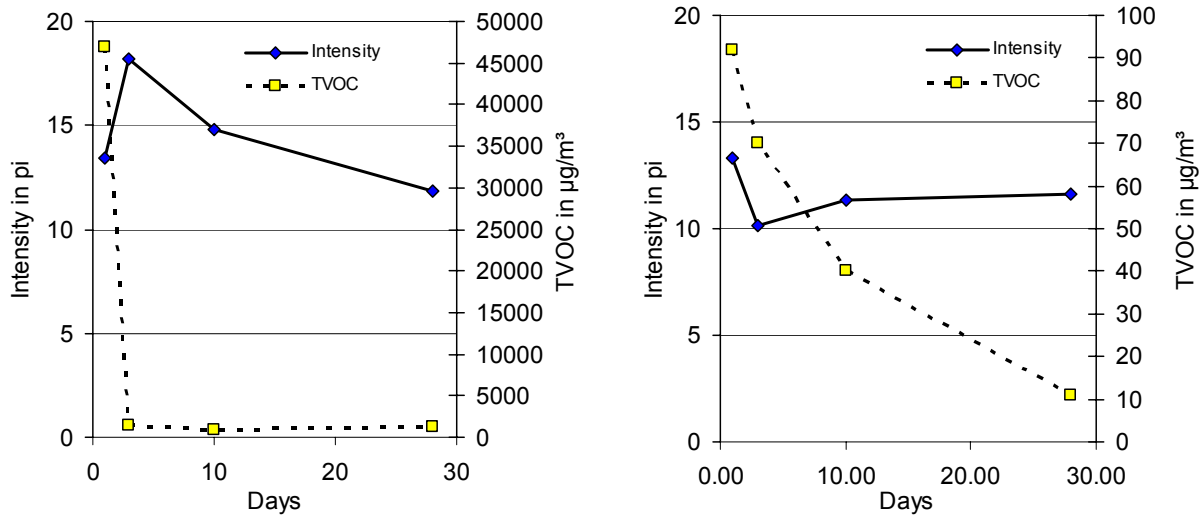 20
15
10
5
0
Intensity in pi
Intensity
TVOC
50000
45000
40000
35000
30000
25000
20000
15000
10000
5000
0
TVOC in µg/m³
0 10 20 30
Days
20
15
10
5
0
Intensity in pi
Intensity
TVOC
100
90
80
70
60
50
40
30
20
10
0
TVOC in µg/m³
0.00 10.00 20.00 30.00
Days